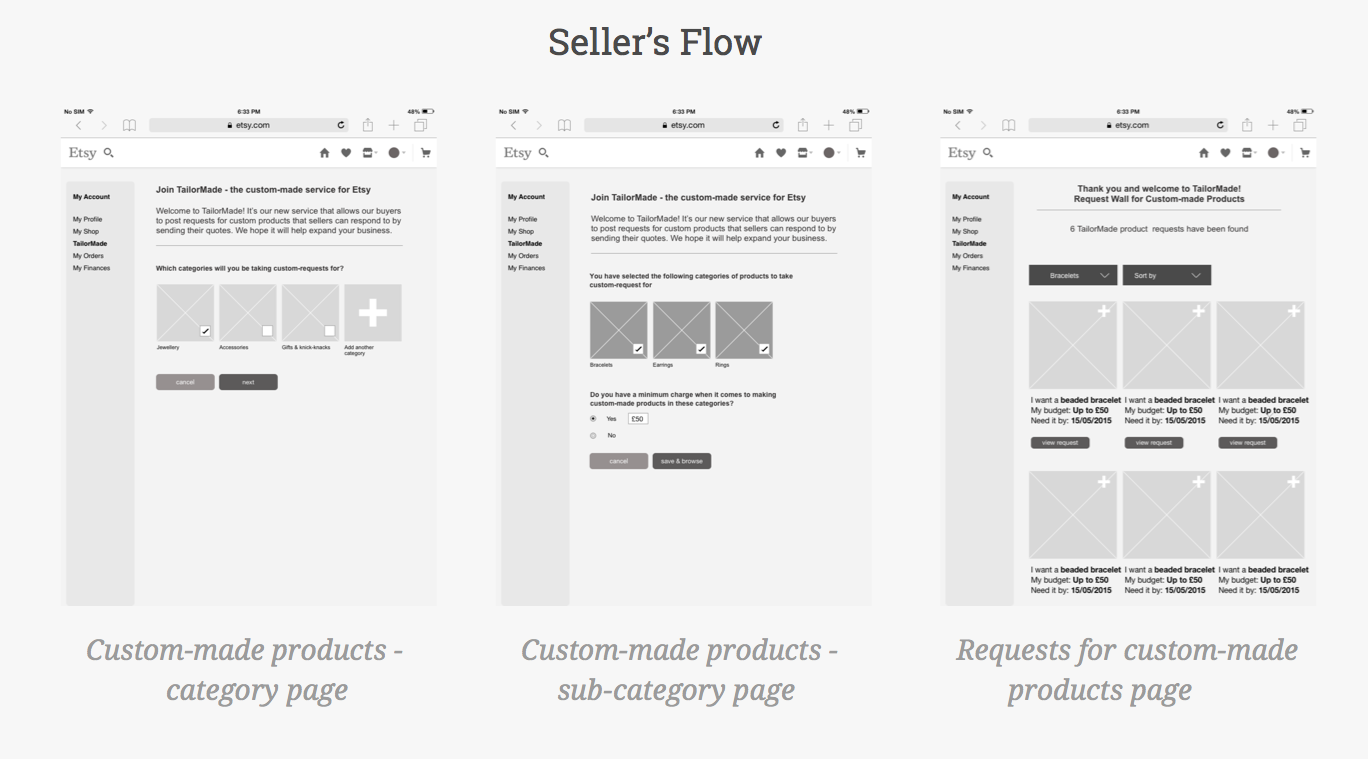 Seller's Flow
No SIM
6:33 PM
48%
etsy.com
Etsy
My Account
My Profile
My Shop
TailorMade
My Orders
My Finances
Join TailorMade - the custom-made service for Etsy
Welcome to TailorMade! It's our new service that allows our buyers
to post requests for custom products that sellers can respond to by
sending their quotes. We hope it will help expand your business.
Which categories will you be taking custom-requests for?
Jewellery
Accessories
Gifts & knick-knacks
Add another
category
cancel
next
Custom-made products -
category page
No SIM
6:33 PM
48%
etsy.com
Etsy
My Account
My Profile
My Shop
TailorMade
My Orders
My Finances
Join TailorMade - the custom-made service for Etsy
Welcome to TailorMade! It's our new service that allows our buyers
to post requests for custom products that sellers can respond to by
sending their quotes. We hope it will help expand your business.
You have selected the following categories of products to take
custom-request for
Bracelets
Earrings
Rings
Do you have a minimum charge when it comes to making
custom-made products in these categories?
Yes
£50
No
cancel
save & browse
Custom-made products -
sub-category page
No SIM
6:33 PM
48%
etsy.com
Etsy
My Account
My Profile
My Shop
TailorMade
My Orders
My Finances
Thank you and welcome to TailorMade!
Request Wall for Custom-made Products
6 TailorMade product requests have been found
Bracelets
Sort by
I want a beaded bracelet
My budget: Up to £50
Need it by: 15/05/2015
view request
I want a beaded bracelet
My budget: Up to £50
Need it by: 15/05/2015
view request
I want a beaded bracelet
My budget: Up to £50
Need it by: 15/05/2015
view request
I want a beaded bracelet
My budget: Up to £50
Need it by: 15/05/2015
I want a beaded bracelet
My budget: Up to £50
Need it by: 15/05/2015
I want a beaded bracelet
My budget: Up to £50
Need it by: 15/05/2015
Requests for custom-made
products page